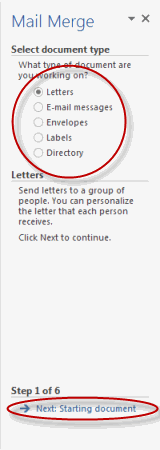 Mail Merge
Select document type
What type of document are
you working on?
Letters
E-mail messages
Envelopes
Labels
Directory
Letters
Send letters to a group of
people. You can personalize
the letter that each person
receives.
Click Next to continue.
Step 1 of 6
Next: Starting document